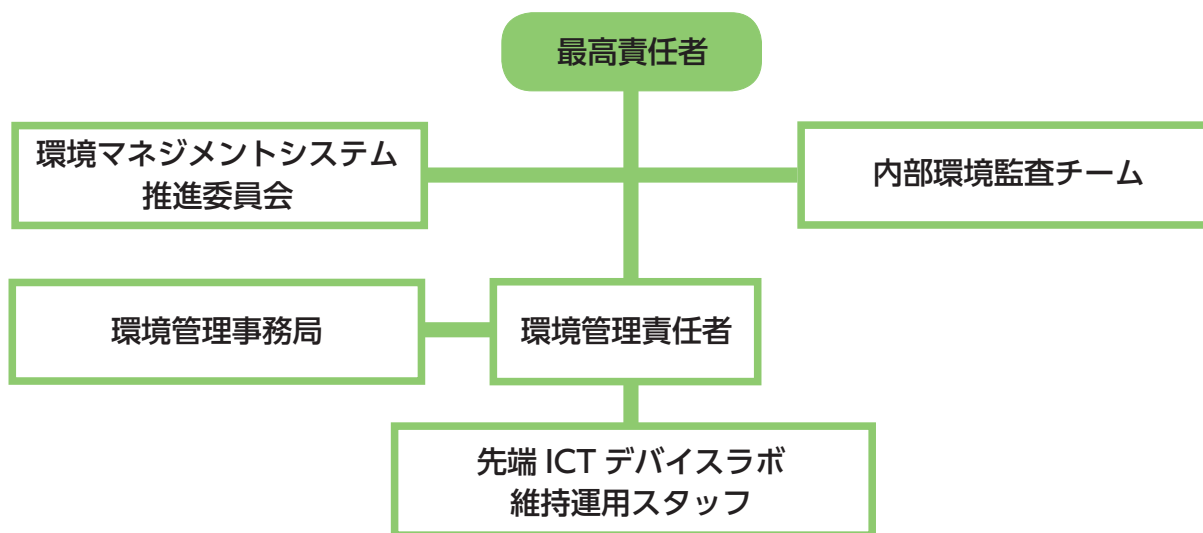 最高責任者
環境マネジメントシステム
推進委員会
内部環境監査チーム
環境管理事務局
環境管理責任者
先端 ICT デバイスラボ
維持運用スタッフ